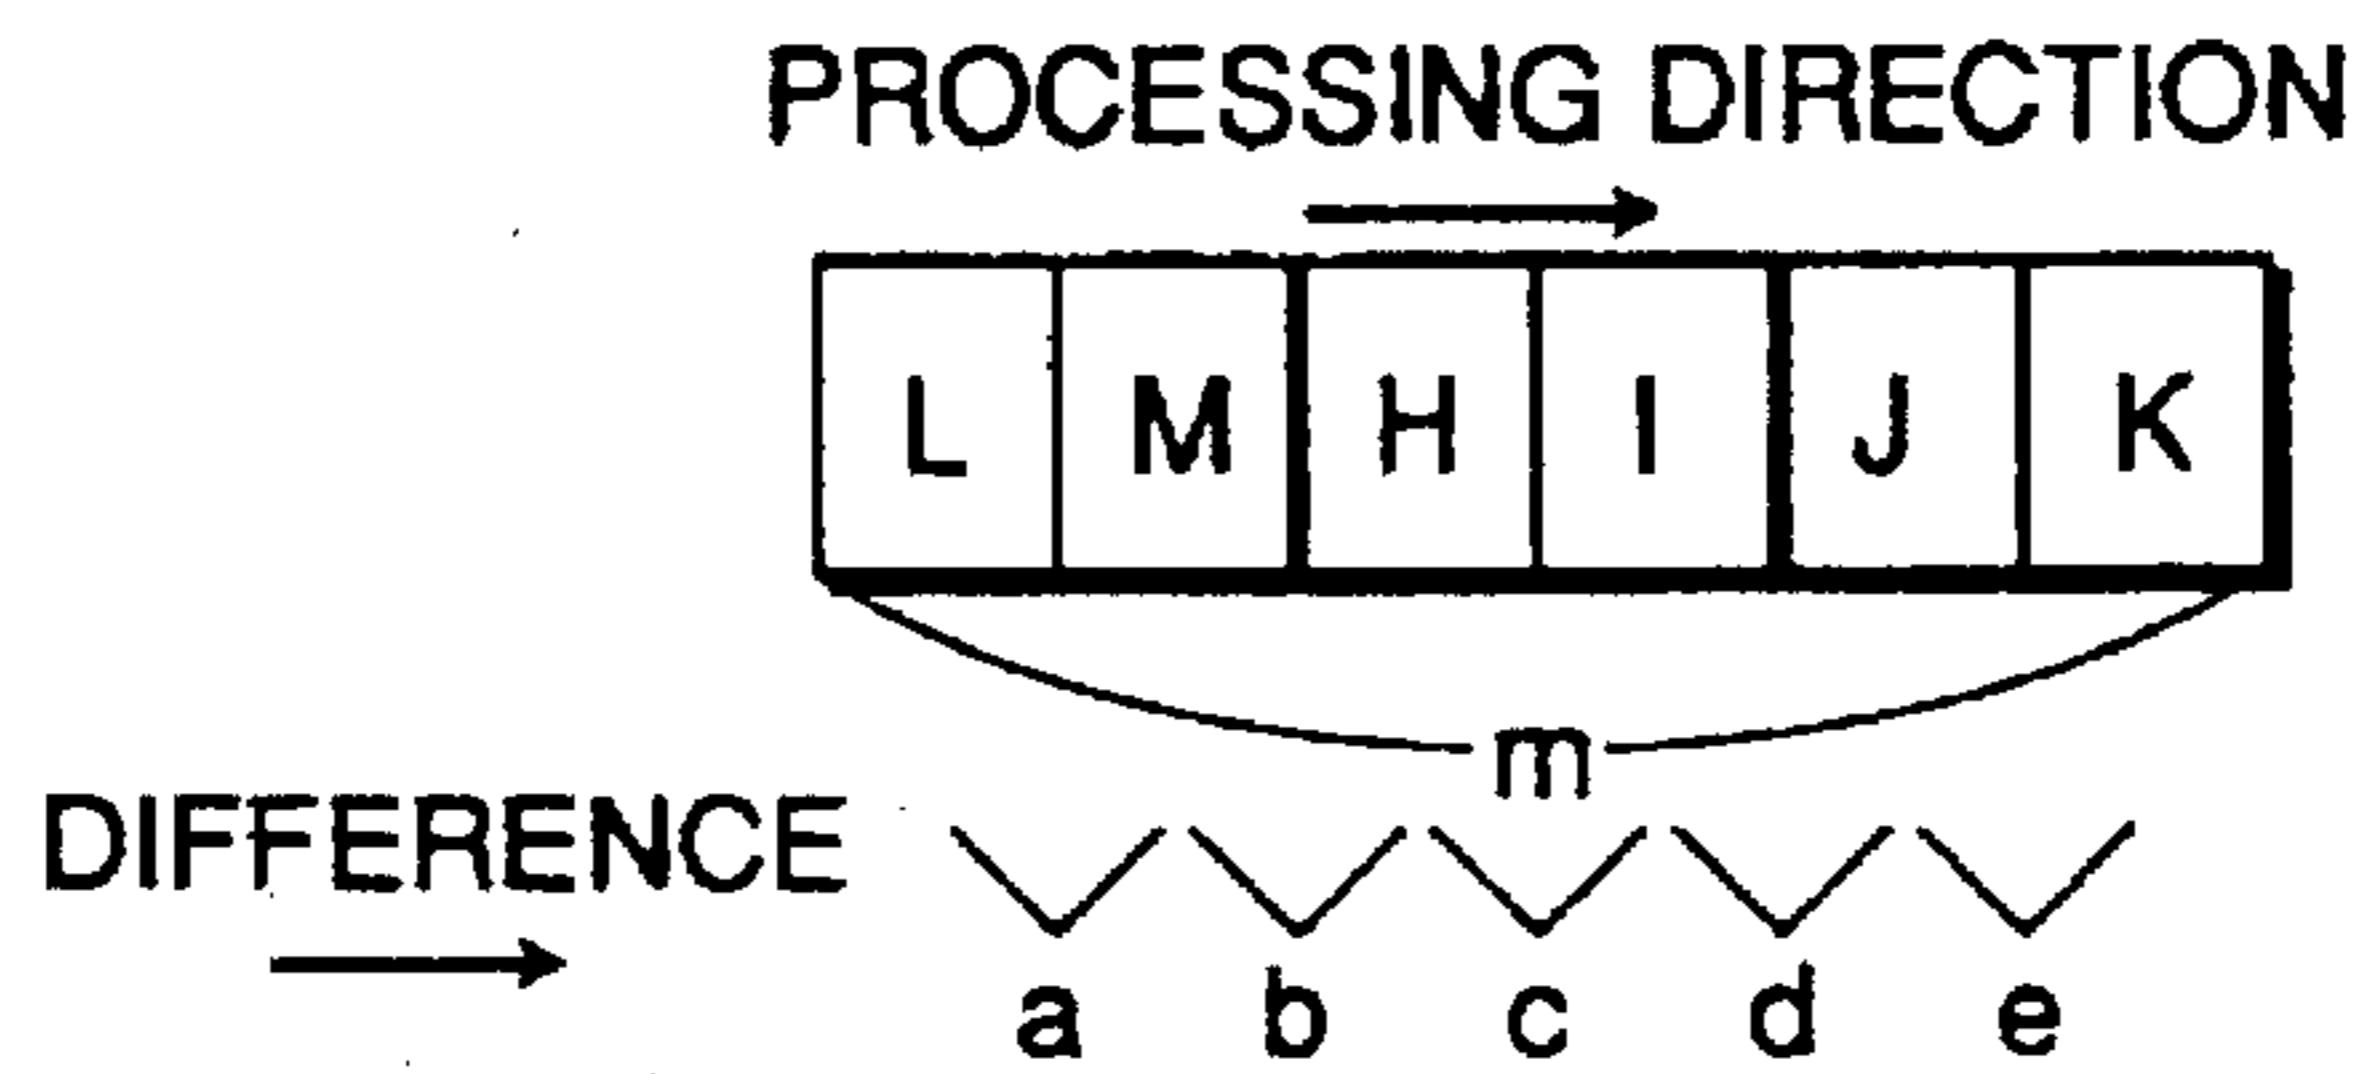 PROCESSING DIRECTION
L M H I J K
m
DIFFERENCE
a b c d e